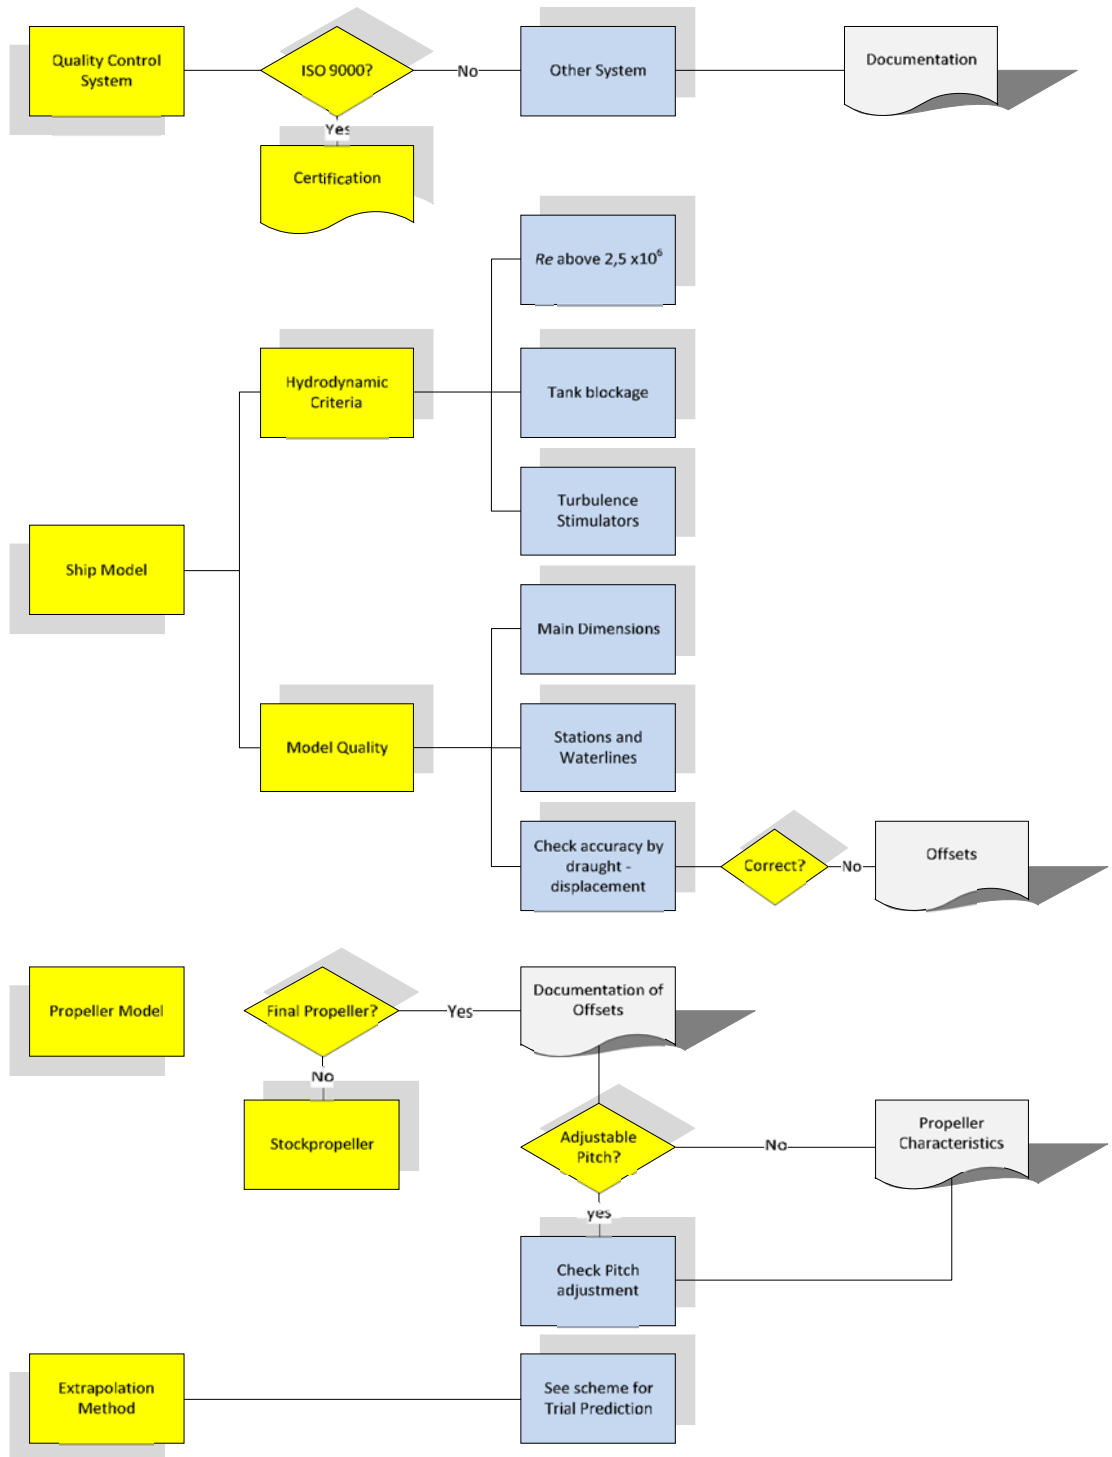 Quality Control
System
ISO 9000?
No
Other System
Documentation
Yes
Certification
Re above 2,5 x10⁶
Hydrodynamic
Criteria
Tank blockage
Turbulence
Stimulators
Ship Model
Main Dimensions
Model Quality
Stations and
Waterlines
Check accuracy by
draught -
displacement
Correct?
No
Offsets
Propeller Model
Final Propeller?
Yes
Documentation of
Offsets
No
Stockpropeller
Adjustable
Pitch?
No
Propeller
Characteristics
yes
Check Pitch
adjustment
Extrapolation
Method
See scheme for
Trial Prediction